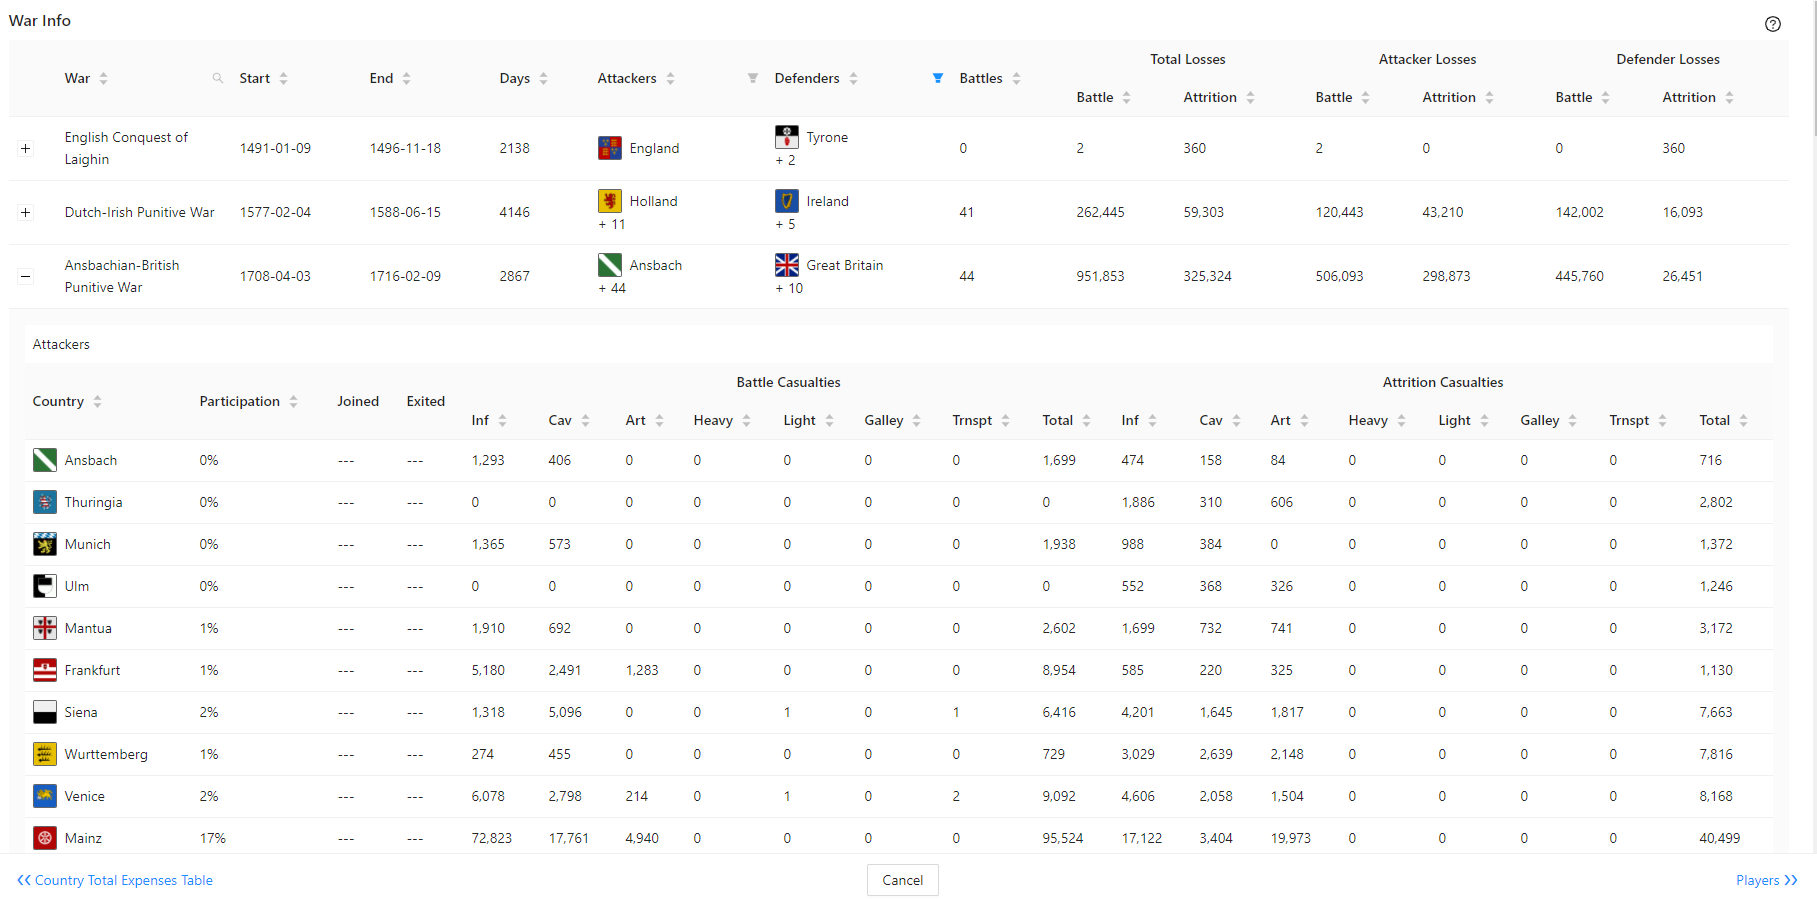 War Info
Total Losses Attacker Losses Defender Losses
War Start End Days Attackers Defenders Battles
Battle Attrition Battle Attrition Battle Attrition
English Conquest of
Laighin
1491-01-09 1496-11-18 2138 England Tyrone
+ 2
0 2 360 2 0 0 360
Dutch-Irish Punitive War 1577-02-04 1588-06-15 4146 Holland
+ 11
Ireland
+ 5
41 262,445 59,303 120,443 43,210 142,002 16,093
Ansbachian-British
Punitive War
1708-04-03 1716-02-09 2867 Ansbach
+ 44
Great Britain
+ 10
44 951,853 325,324 506,093 298,873 445,760 26,451
Attackers
Battle Casualties Attrition Casualties
Country Participation Joined Exited
Inf Cav Art Heavy Light Galley Trnspt Total Inf Cav Art Heavy Light Galley Trnspt Total
Ansbach 0% --- --- 1,293 406 0 0 0 0 0 1,699 474 158 84 0 0 0 0 716
Thuringia 0% --- --- 0 0 0 0 0 0 0 0 1,886 310 606 0 0 0 0 2,802
Munich 0% --- --- 1,365 573 0 0 0 0 0 1,938 988 384 0 0 0 0 0 1,372
Ulm 0% --- --- 0 0 0 0 0 0 0 0 552 368 326 0 0 0 0 1,246
Mantua 1% --- --- 1,910 692 0 0 0 0 0 2,602 1,699 732 741 0 0 0 0 3,172
Frankfurt 1% --- --- 5,180 2,491 1,283 0 0 0 0 8,954 585 220 325 0 0 0 0 1,130
Siena 2% --- --- 1,318 5,096 0 0 1 0 1 6,416 4,201 1,645 1,817 0 0 0 0 7,663
Wurttemberg 1% --- --- 274 455 0 0 0 0 0 729 3,029 2,639 2,148 0 0 0 0 7,816
Venice 2% --- --- 6,078 2,798 214 0 1 0 2 9,092 4,606 2,058 1,504 0 0 0 0 8,168
Mainz 17% --- --- 72,823 17,761 4,940 0 0 0 0 95,524 17,122 3,404 19,973 0 0 0 0 40,499
Country Total Expenses Table Cancel Players